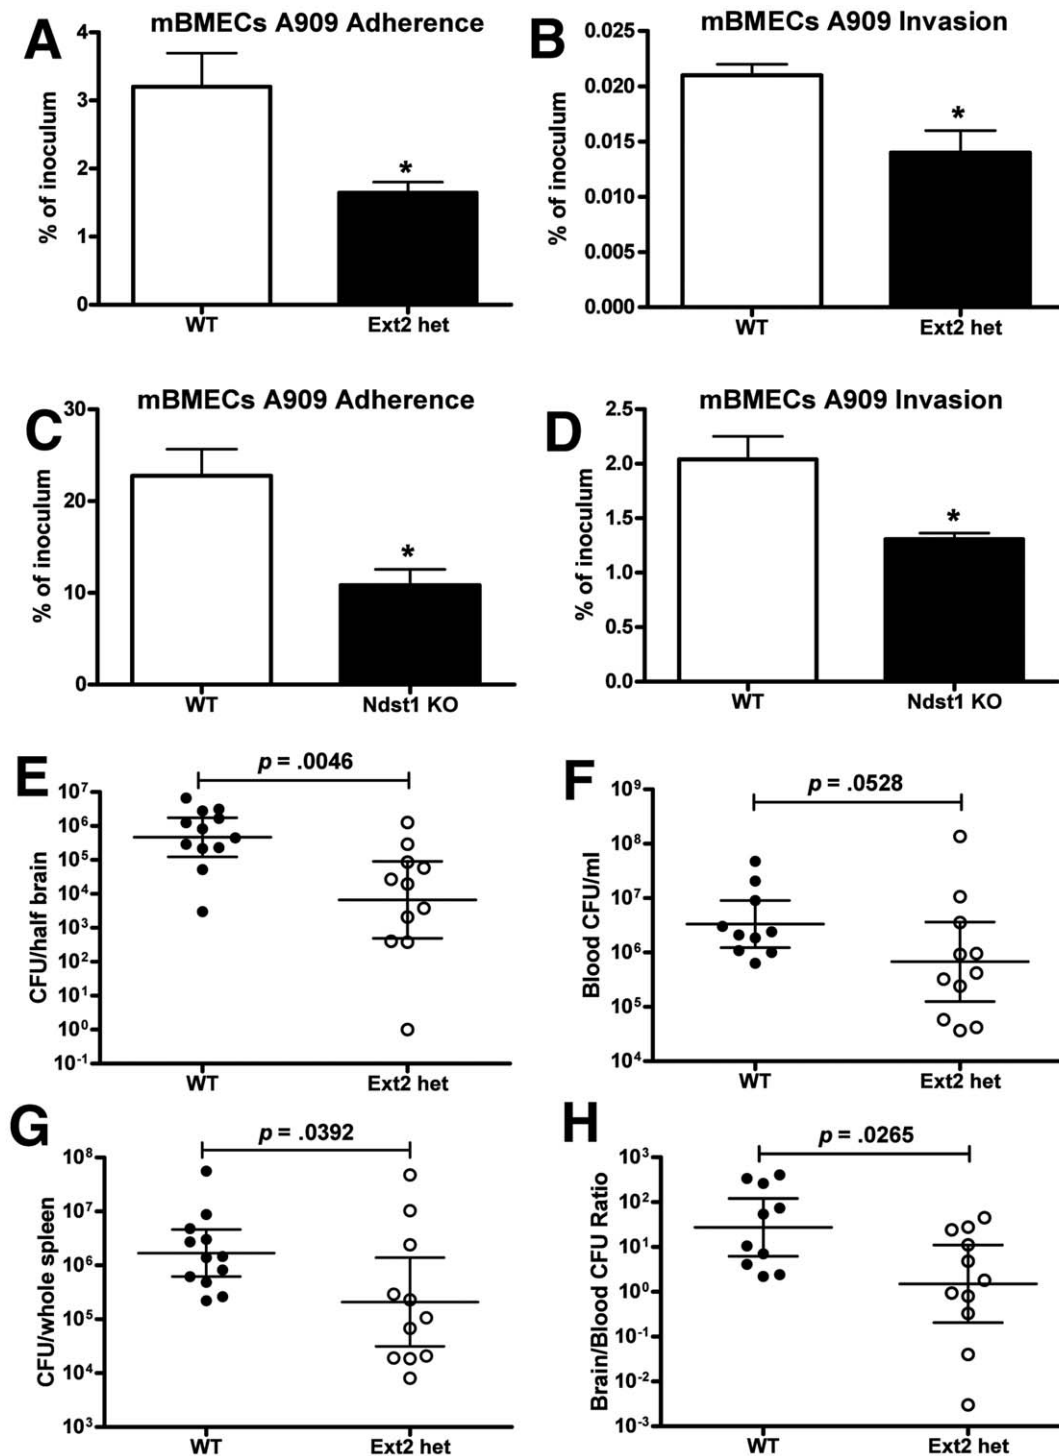 A
mBMECs A909 Adherence
% of inoculum
4
3
2
1
0
WT
Ext2 het
*
B
mBMECs A909 Invasion
% of inoculum
0.025
0.020
0.015
0.010
0.005
0.000
WT
Ext2 het
*
C
mBMECs A909 Adherence
% of inoculum
30
20
10
0
WT
Ndst1 KO
*
D
mBMECs A909 Invasion
% of inoculum
2.5
2.0
1.5
1.0
0.5
0.0
WT
Ndst1 KO
*
E
p = .0046
CFU/half brain
10⁷
10⁶
10⁵
10⁴
10³
10²
10¹
10⁰
10⁻¹
WT
Ext2 het
F
p = .0528
Blood CFU/ml
10⁹
10⁸
10⁷
10⁶
10⁵
10⁴
WT
Ext2 het
G
p = .0392
CFU/whole spleen
10⁸
10⁷
10⁶
10⁵
10⁴
10³
WT
Ext2 het
H
p = .0265
Brain/Blood CFU Ratio
10³
10²
10¹
10⁰
10⁻¹
10⁻²
10⁻³
WT
Ext2 het